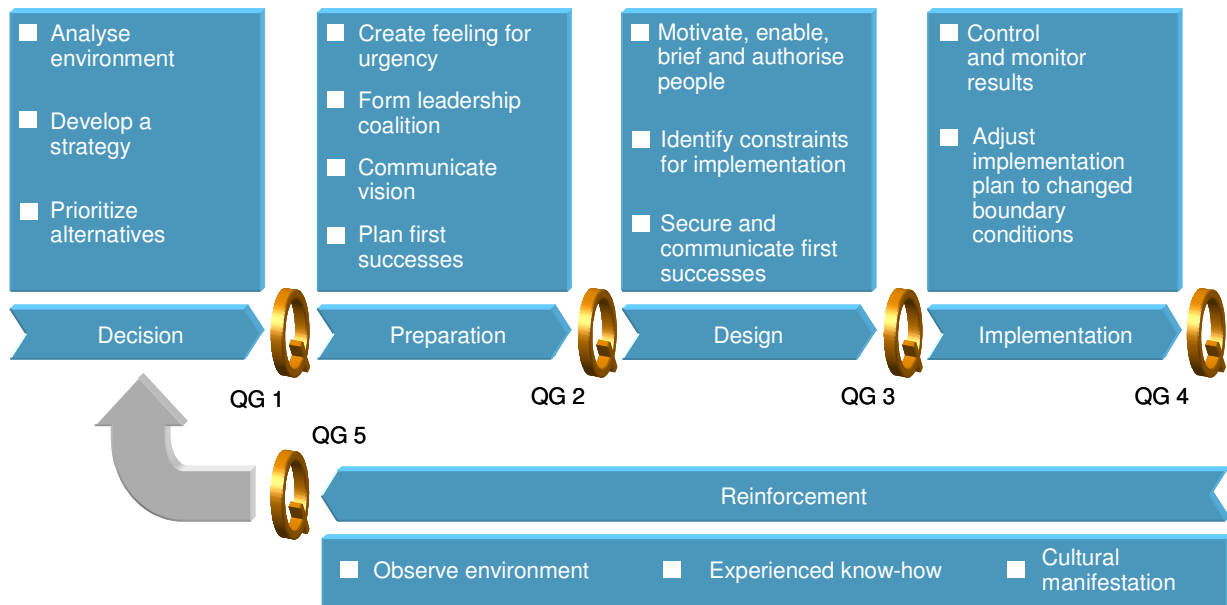 Analyse
environment
Develop a
strategy
Prioritize
alternatives
Create feeling for
urgency
Form leadership
coalition
Communicate
vision
Plan first
successes
Motivate, enable,
brief and authorise
people
Identify constraints
for implementation
Secure and
communicate first
successes
Control
and monitor
results
Adjust
implementation
plan to changed
boundary
conditions
Decision
Preparation
Design
Implementation
QG 1
QG 2
QG 3
QG 4
QG 5
Reinforcement
Observe environment
Experienced know-how
Cultural
manifestation